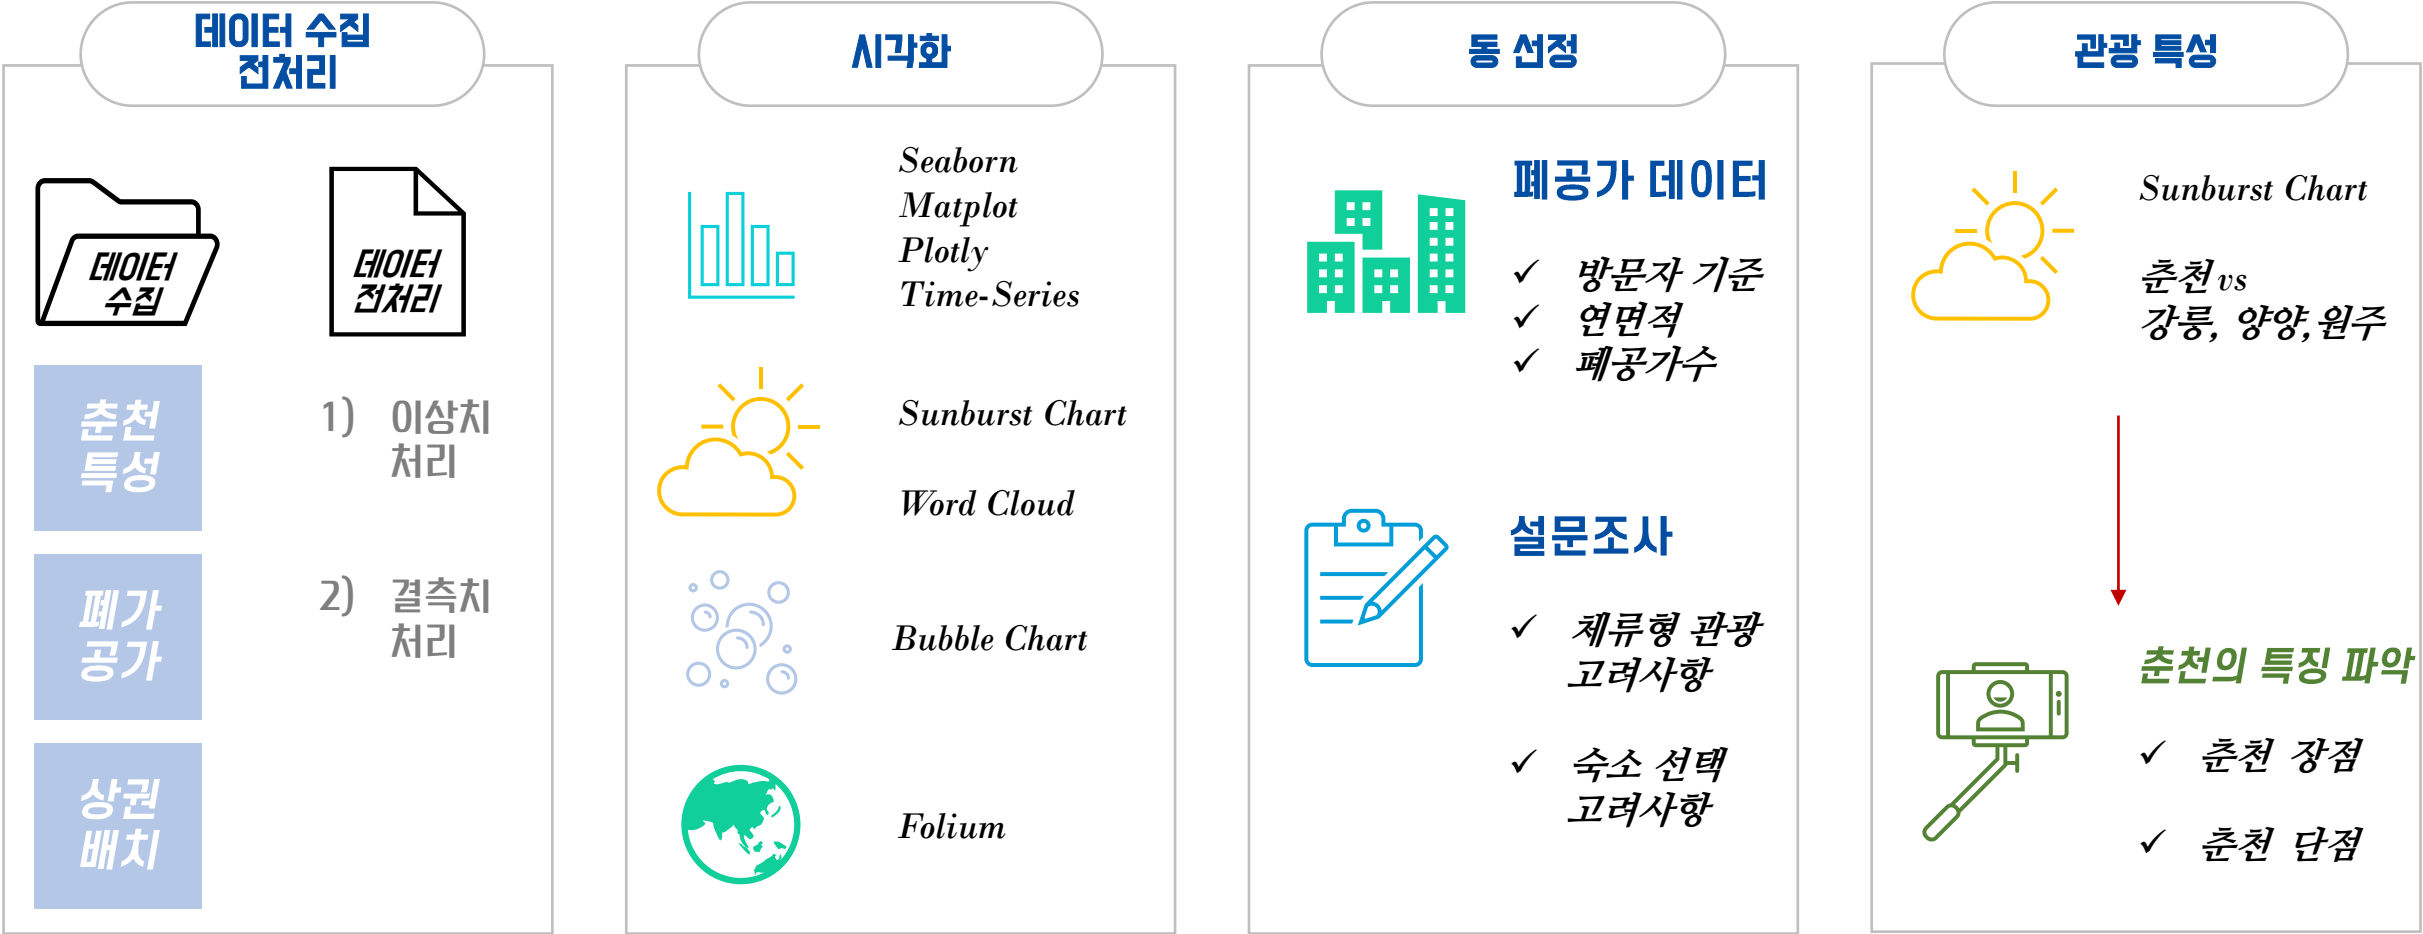 데이터 수집
전처리
데이터
수집
데이터
전처리
춘천
특성
폐가
공가
상권
배치
1) 이상치
처리
2) 결측치
처리
시각화
Seaborn
Matplot
Plotly
Time-Series
Sunburst Chart
Word Cloud
Bubble Chart
Folium
동 선정
폐공가 데이터
✓ 방문자 기준
✓ 연면적
✓ 폐공가수
설문조사
✓ 체류형 관광
고려사항
✓ 숙소 선택
고려사항
관광 특성
Sunburst Chart
춘천 vs
강릉, 양양,원주
춘천의 특징 파악
✓ 춘천 장점
✓ 춘천 단점